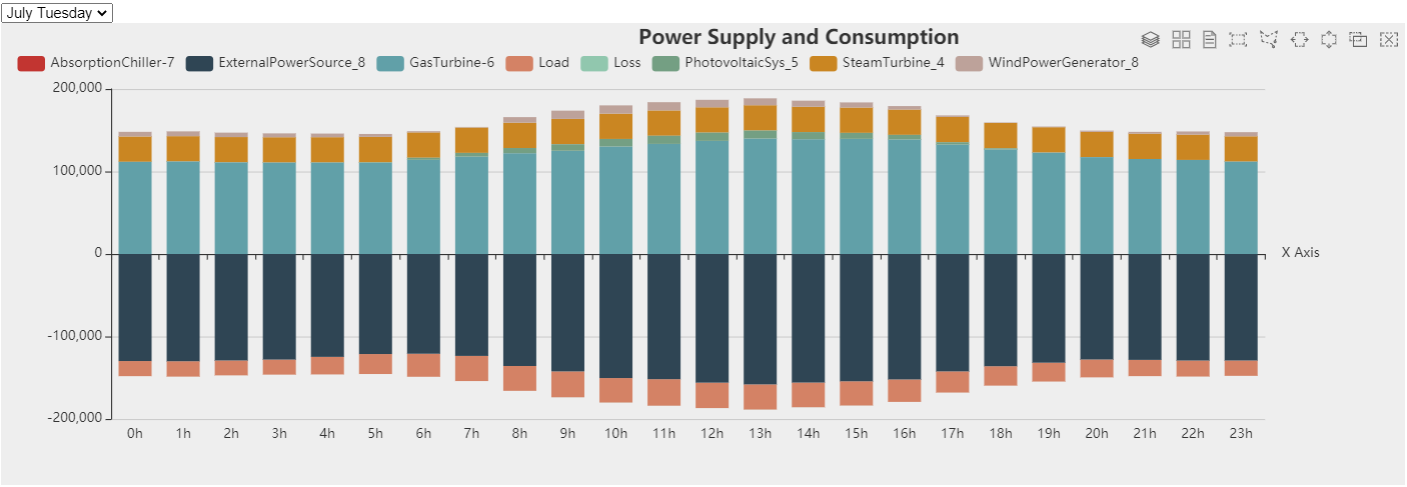 July Tuesday
Power Supply and Consumption
AbsorptionChiller-7 ExternalPowerSource_8 GasTurbine-6 Load Loss PhotovoltaicSys_5 SteamTurbine_4 WindPowerGenerator_8
200,000
100,000
0
X Axis
-100,000
-200,000
0h 1h 2h 3h 4h 5h 6h 7h 8h 9h 10h 11h 12h 13h 14h 15h 16h 17h 18h 19h 20h 21h 22h 23h